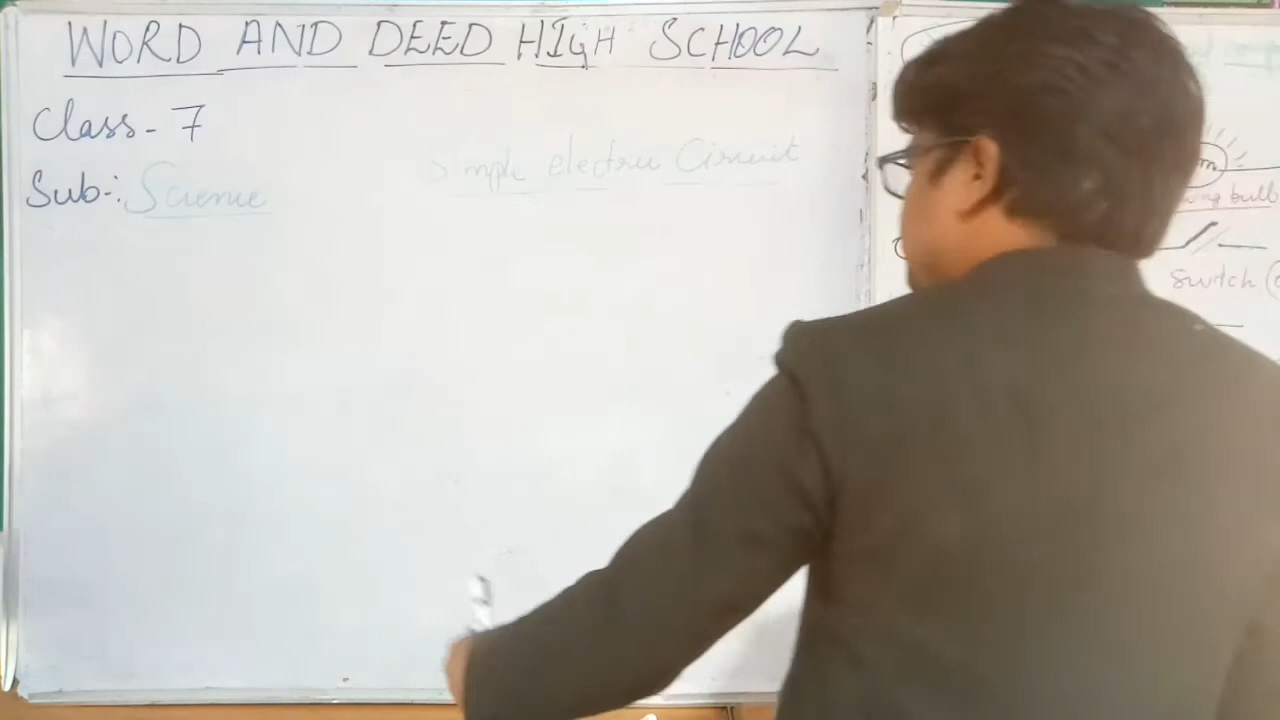 WORD AND DEED HIGH SCHOOL
Class- 7
Sub-: Science
Simple electric Circuit
bulb
switch